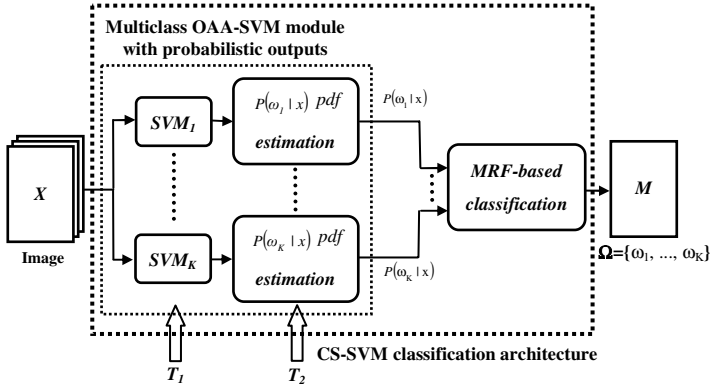 Multiclass OAA-SVM module
with probabilistic outputs
P(ω₁ | x) pdf
estimation
P(ω₁ | x)
SVM₁
X
Image
MRF-based
classification
M
Ω={ω₁, ..., ωK}
SVMK
P(ωK | x) pdf
estimation
P(ωK | x)
CS-SVM classification architecture
T₁
T₂